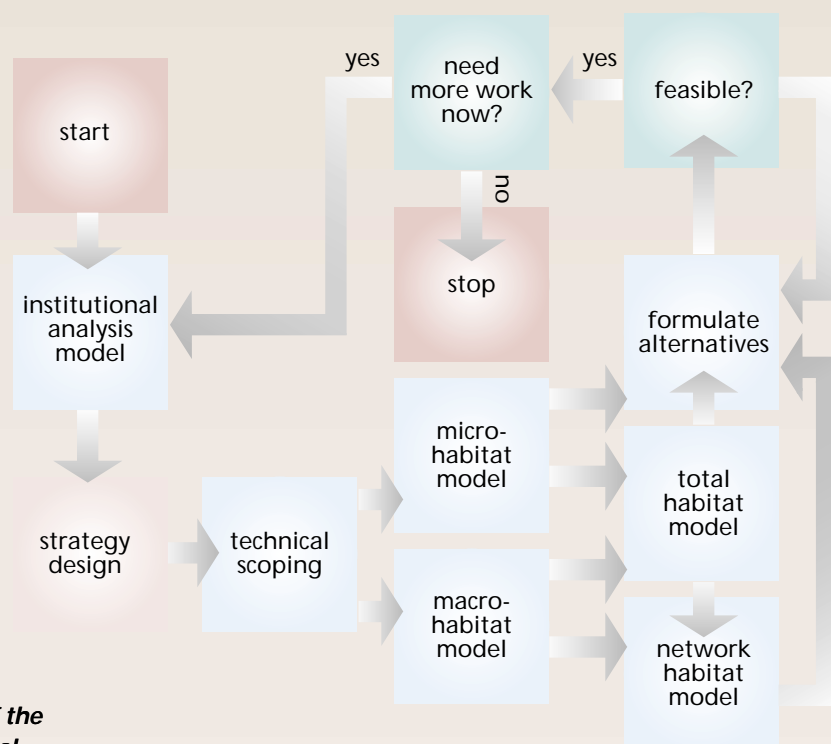 start
institutional
analysis
model
strategy
design
technical
scoping
yes
need
more work
now?
no
stop
yes
feasible?
formulate
alternatives
micro-
habitat
model
macro-
habitat
model
total
habitat
model
network
habitat
model
the